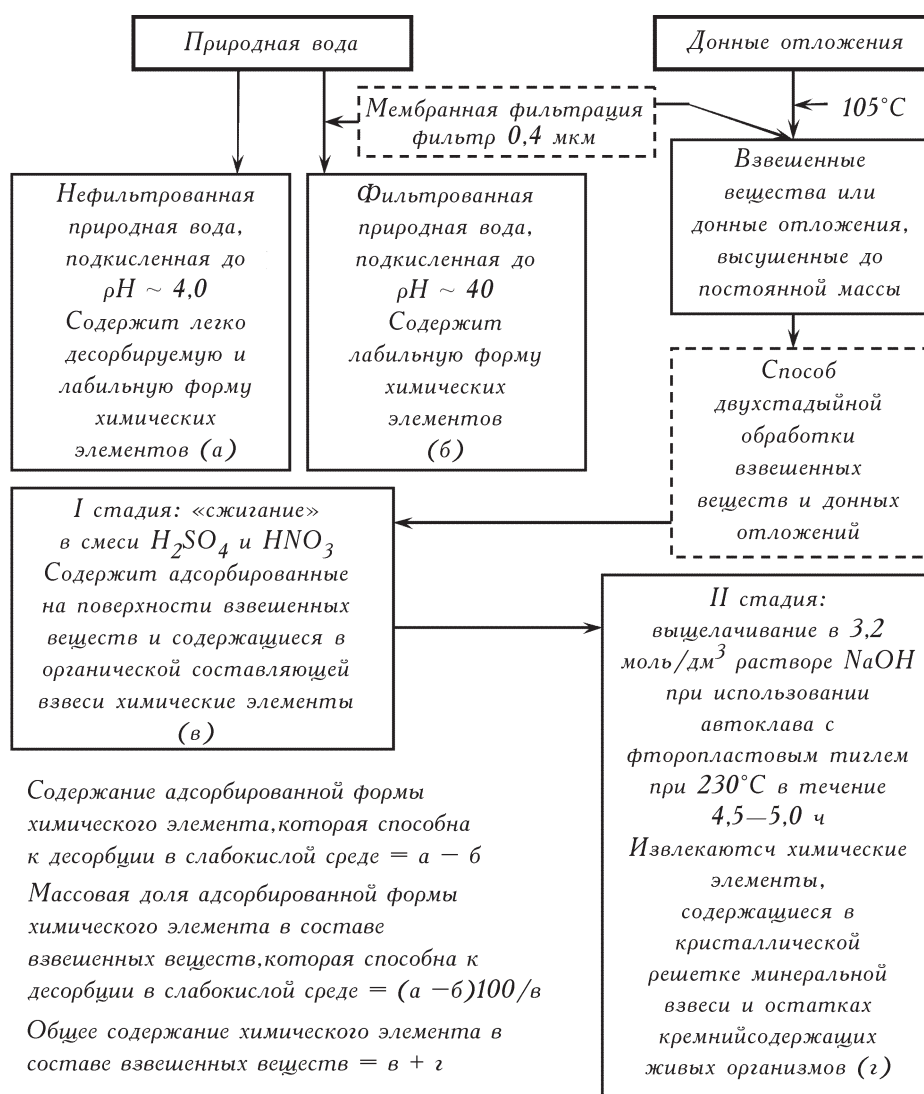 Природная вода
Донные отложения
Мембранная фильтрация
фильтр 0,4 мкм
105°C
Нефильтрованная
природная вода,
подкисленная до
pH ~ 4,0
Содержит легко
десорбируемую и
лабильную форму
химических
элементов (а)
Фильтрованная
природная вода,
подкисленная до
pH ~ 40
Содержит
лабильную форму
химических
элементов
(б)
Взвешенные
вещества или
донные отложения,
высушенные до
постоянной массы
Способ
двухстадыйной
обработки
взвешенных
веществ и донных
отложений
I стадия: «сжигание»
в смеси H₂SO₄ и HNO₃
Содержит адсорбированные
на поверхности взвешенных
веществ и содержащиеся в
органической составляющей
взвеси химические элементы
(в)
II стадия:
выщелачивание в 3,2
моль/дм³ растворе NaOH
при использовании
автоклава с
фторопластовым тиглем
при 230°C в течение
4,5—5,0 ч
Извлекаютсч химические
элементы,
содержащиеся в
кристаллической
решетке минеральной
взвеси и остатках
кремнийсодержащих
живых организмов (г)
Содержание адсорбированной формы
химического элемента,которая способна
к десорбции в слабокислой среде = а − б
Массовая доля адсорбированной формы
химического элемента в составе
взвешенных веществ,которая способна к
десорбции в слабокислой среде = (а −б)100/в
Общее содержание химического элемента в
составе взвешенных веществ = в + г